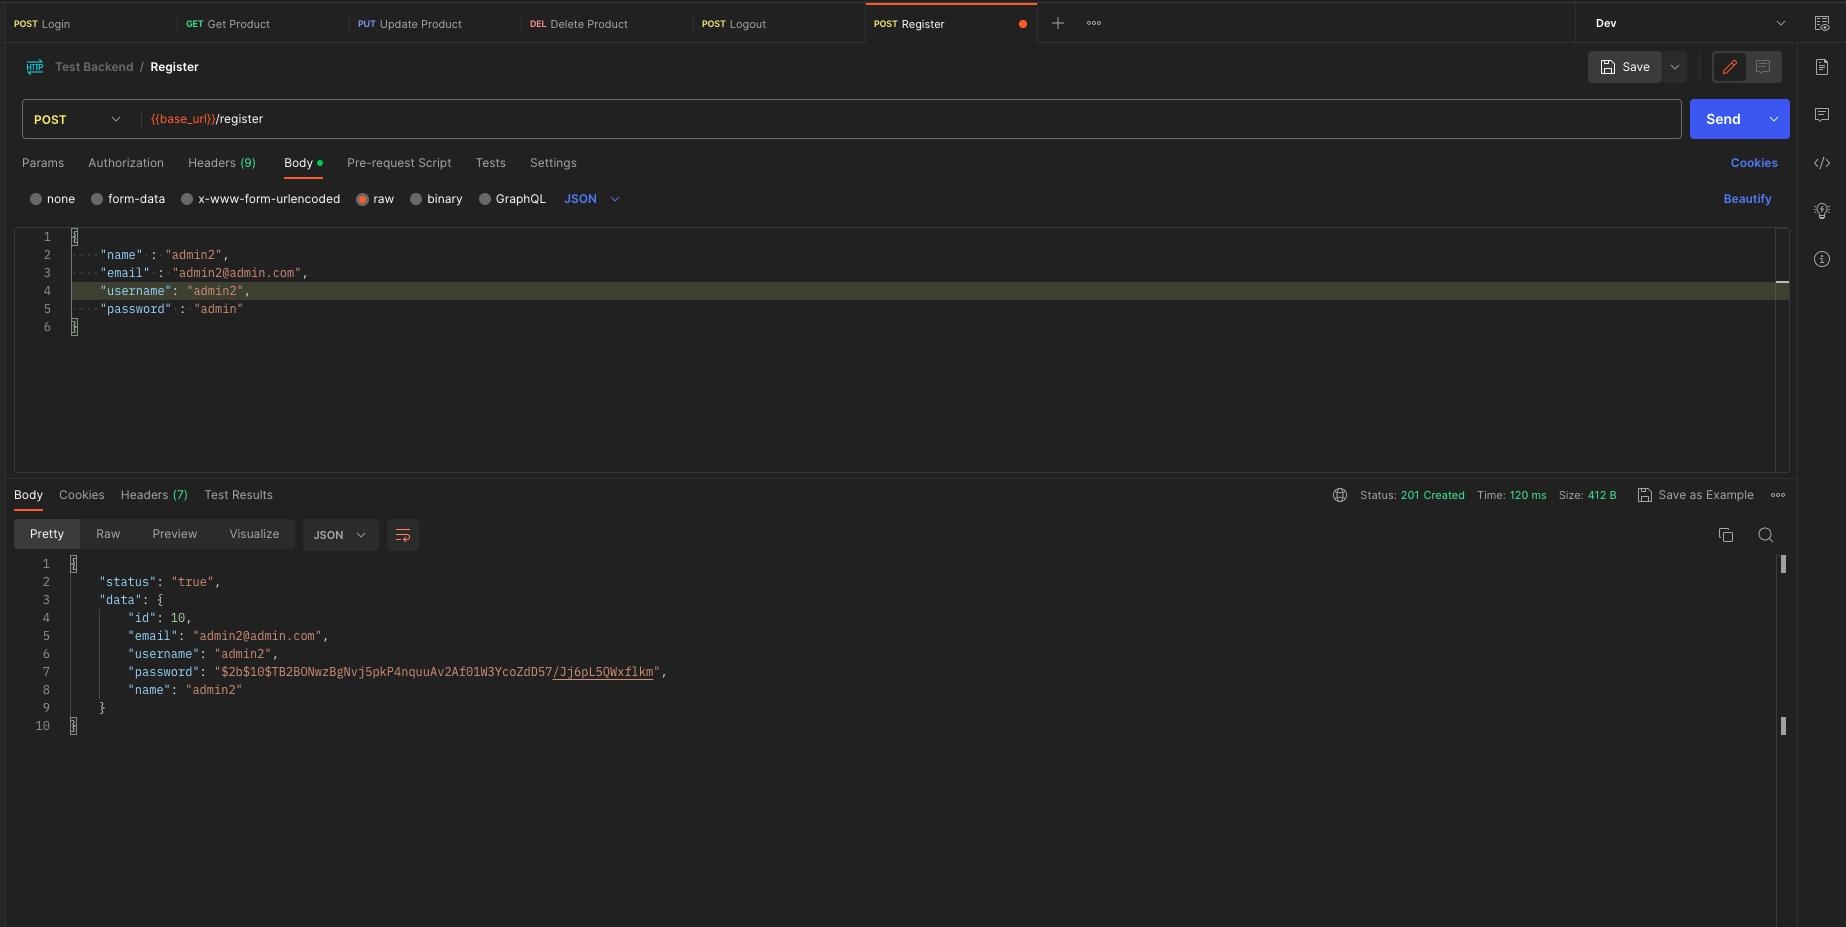 POST Login GET Get Product PUT Update Product DEL Delete Product POST Logout POST Register Dev
HTTP Test Backend / Register Save
POST {{base_url}}/register Send
Params Authorization Headers (9) Body Pre-request Script Tests Settings Cookies
none form-data x-www-form-urlencoded raw binary GraphQL JSON Beautify
1 {
2 "name" : "admin2",
3 "email" : "admin2@admin.com",
4 "username": "admin2",
5 "password" : "admin"
6 }
Body Cookies Headers (7) Test Results Status: 201 Created Time: 120 ms Size: 412 B Save as Example
Pretty Raw Preview Visualize JSON
1 {
2 "status": "true",
3 "data": {
4 "id": 10,
5 "email": "admin2@admin.com",
6 "username": "admin2",
7 "password": "$2b$10$TB2BONwzBgNvj5pkP4nquuAv2Af01W3YcoZdD57/Jj6pL5QWxflkm",
8 "name": "admin2"
9 }
10 }